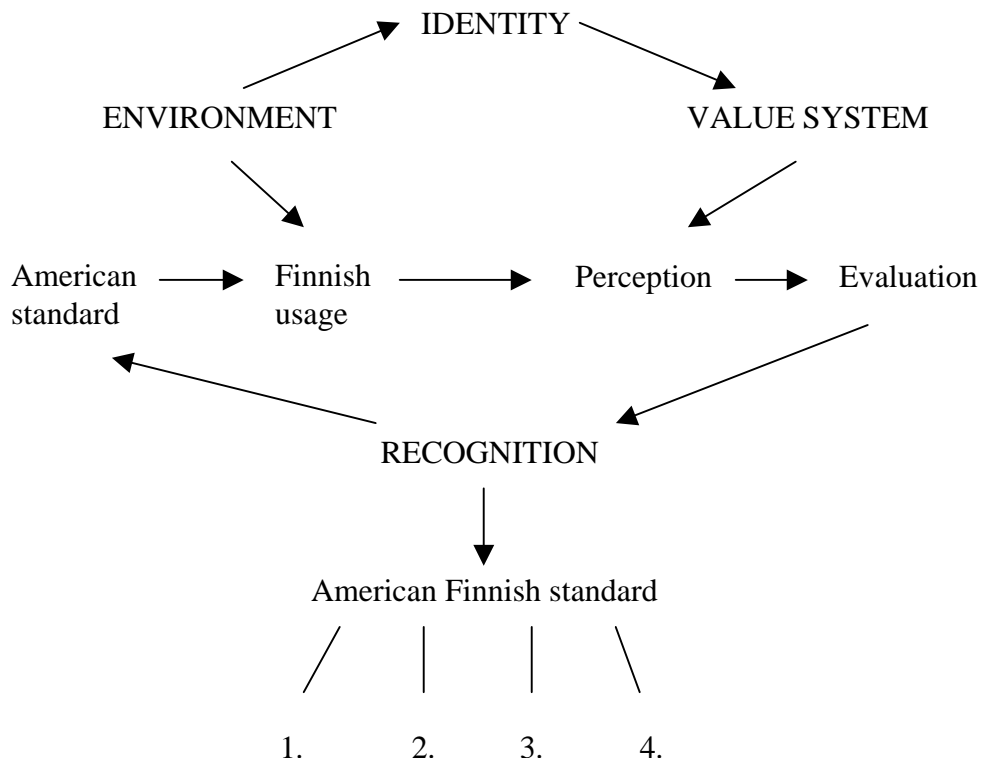 IDENTITY
ENVIRONMENT
VALUE SYSTEM
American
standard
Finnish
usage
Perception
Evaluation
RECOGNITION
American Finnish standard
1. 2. 3. 4.